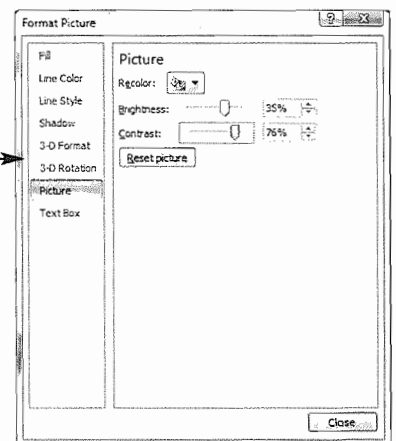 Format Picture
Fill
Line Color
Line Style
Shadow
3-D Format
3-D Rotation
Picture
Text Box
Picture
Recolor:
Brightness: 35%
Contrast: 76%
Reset picture
Close